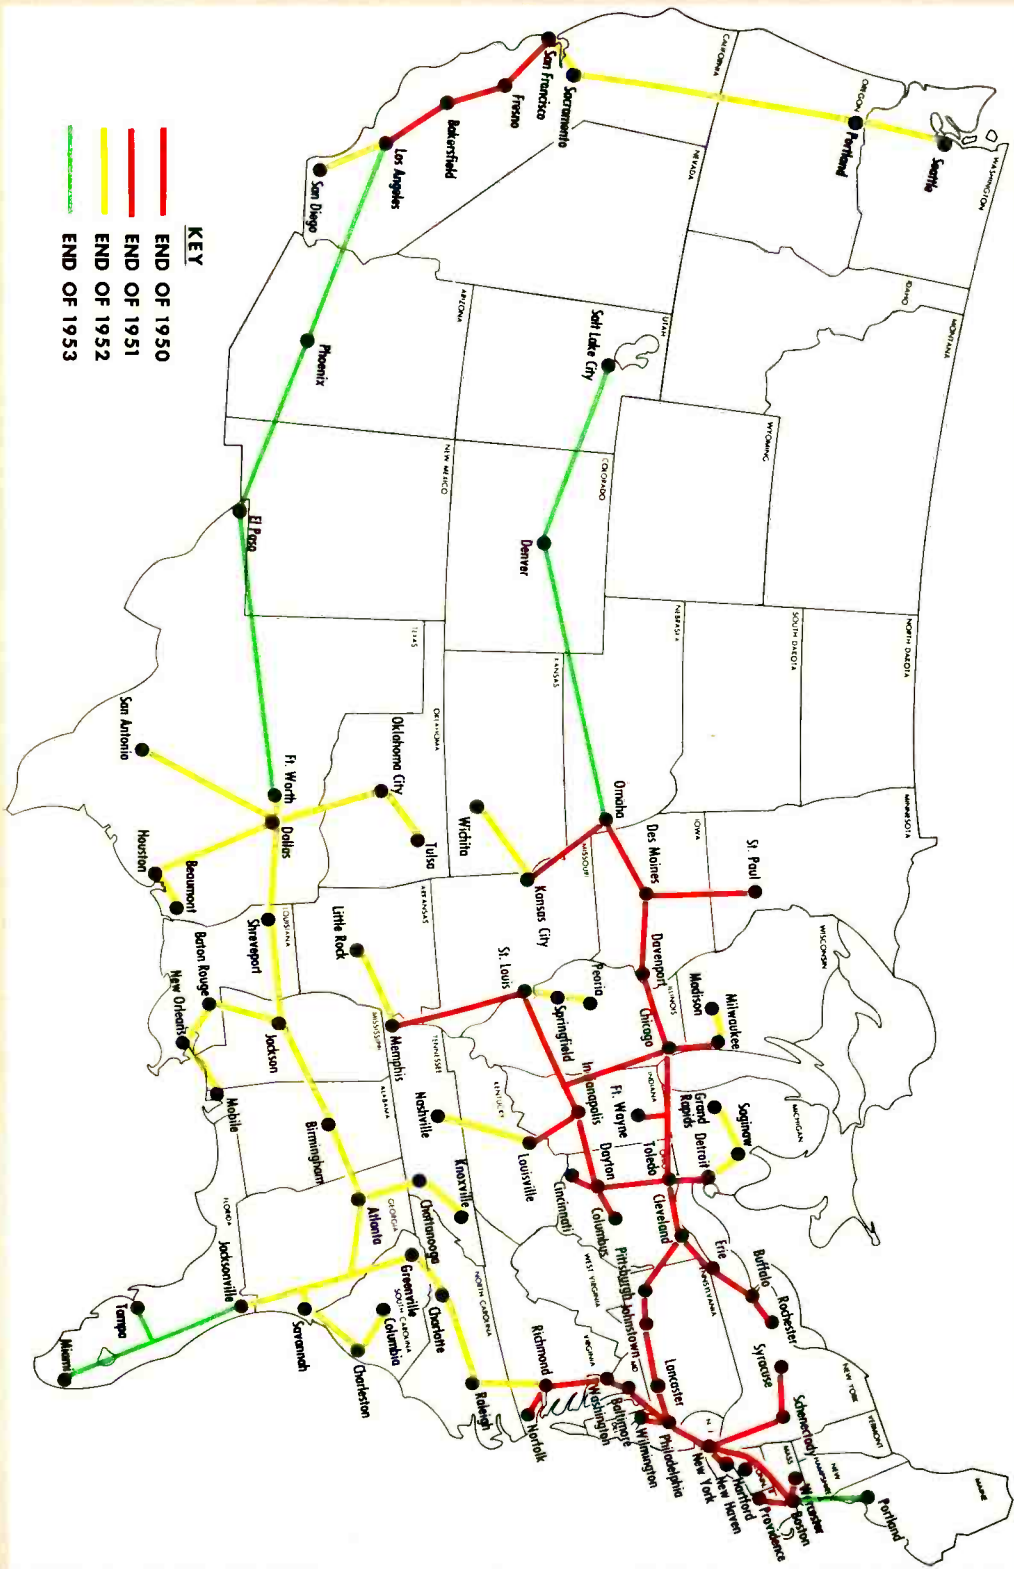 WASHINGTON
Seattle
OREGON
Portland
IDAHO
MONTANA
NORTH DAKOTA
MINNESOTA
CALIFORNIA
NEVADA
UTAH
WYOMING
SOUTH DAKOTA
NEBRASKA
IOWA
WISCONSIN
MICHIGAN
Sacramento
San Francisco
Fresno
Bakersfield
Los Angeles
San Diego
Salt Lake City
COLORADO
Denver
KANSAS
Omaha
Des Moines
St. Paul
Davenport
ILLINOIS
Madison
Milwaukee
Chicago
INDIANA
Grand
Rapids
Saginaw
Detroit
Toledo
OHIO
Cleveland
Erie
Buffalo
Rochester
Syracuse
Schenectady
NEW YORK
VERMONT
NEW
HAMPSHIRE
MAINE
Portland
MASS
Worcester
Boston
Providence
Hartford
New Haven
New York
N. J.
Philadelphia
Wilmington
Baltimore
Washington
Lancaster
Johnstown
Pittsburgh
MD
WEST VIRGINIA
VIRGINIA
Richmond
Norfolk
ARIZONA
Phoenix
NEW MEXICO
El Paso
TEXAS
OKLAHOMA
Oklahoma City
Tulsa
Wichita
Kansas City
MISSOURI
St. Louis
Springfield
Peoria
Indianapolis
Ft. Wayne
Dayton
Columbus
Cincinnati
Louisville
KENTUCKY
TENNESSEE
Nashville
Knoxville
Chattanooga
Memphis
ARKANSAS
Little Rock
Ft. Worth
Dallas
San Antonio
Houston
Beaumont
LOUISIANA
Shreveport
Baton Rouge
New Orleans
MISSISSIPPI
Jackson
Mobile
ALABAMA
Birmingham
GEORGIA
Atlanta
NORTH CAROLINA
Raleigh
Charlotte
Greenville
SOUTH
CAROLINA
Columbia
Charleston
Savannah
FLORIDA
Jacksonville
Tampa
Miami
KEY
END OF 1950
END OF 1951
END OF 1952
END OF 1953